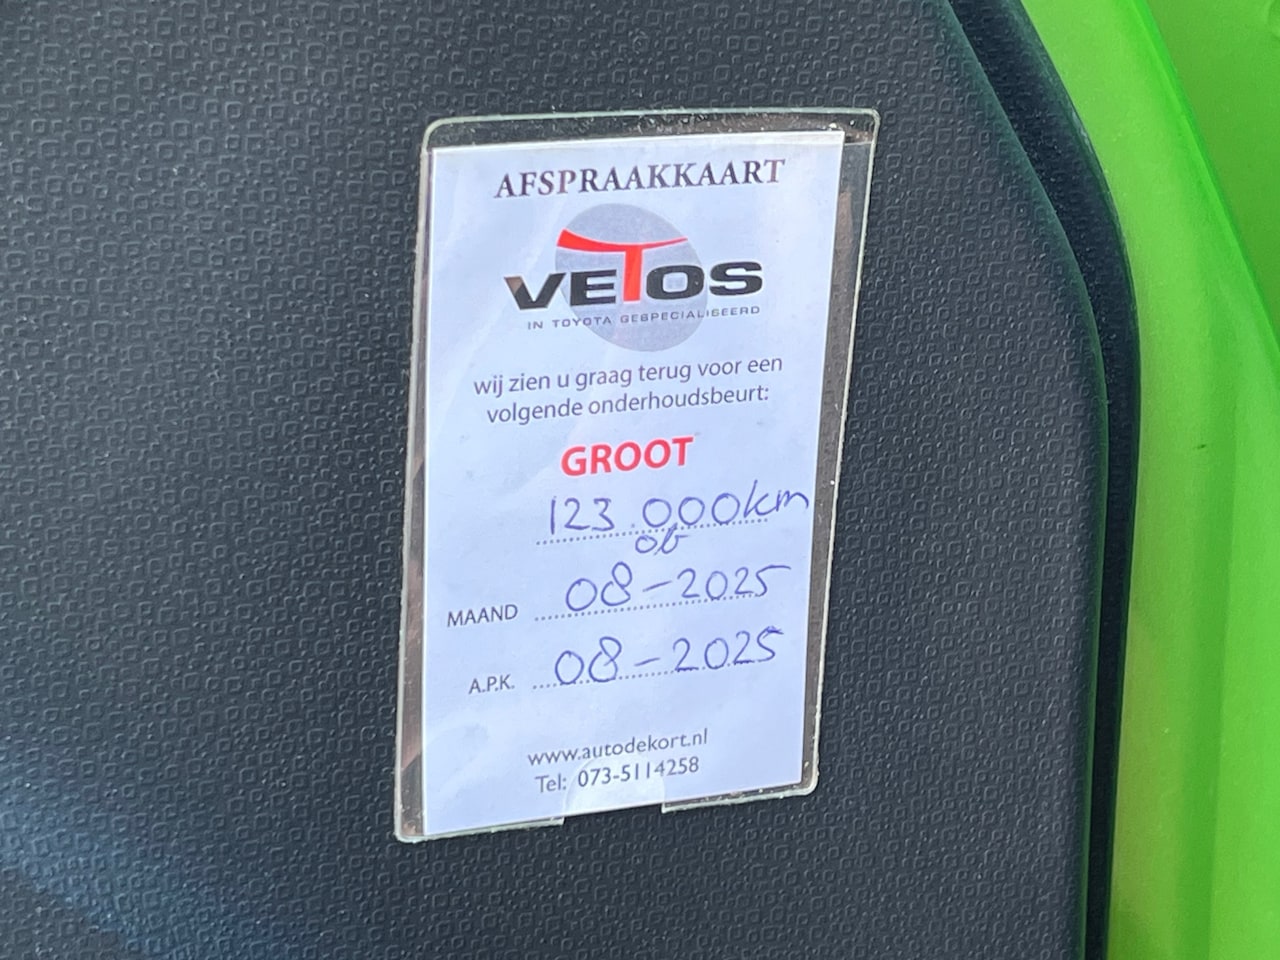 AFSPRAAKKAART
VETOS
IN TOYOTA GESPECIALISEERD
wij zien u graag terug voor een
volgende onderhoudsbeurt:
GROOT
123.000km
of
MAAND 08-2025
A.P.K. 08-2025
www.autodekort.nl
Tel: 073-5114258